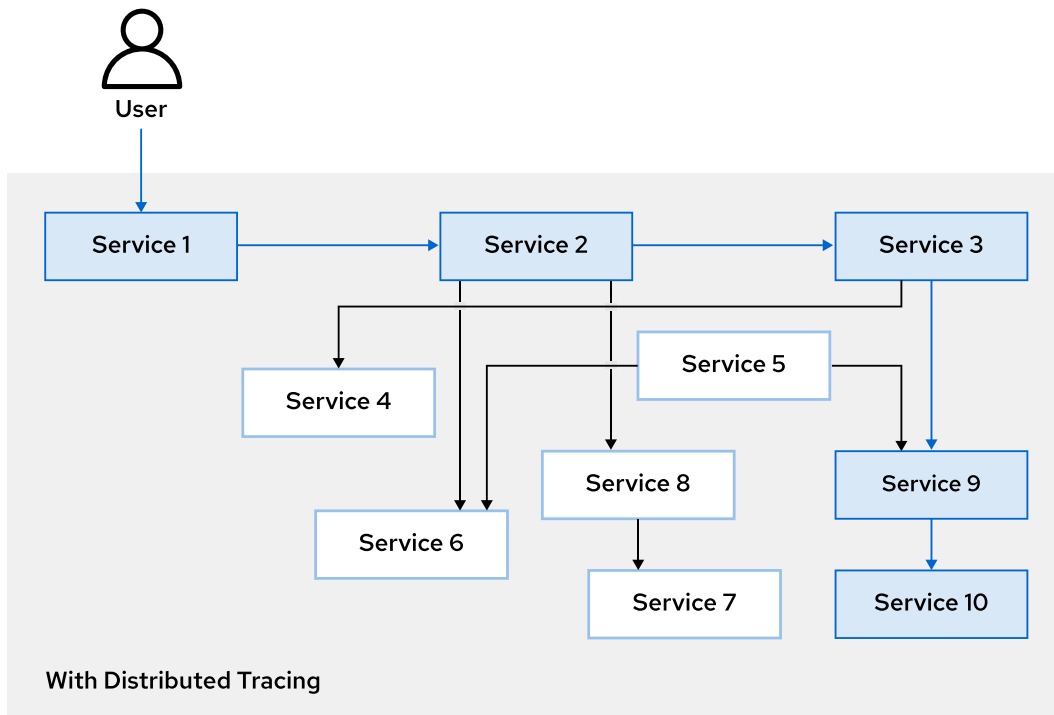 User
Service 1
Service 2
Service 3
Service 5
Service 4
Service 8
Service 9
Service 6
Service 7
Service 10
With Distributed Tracing